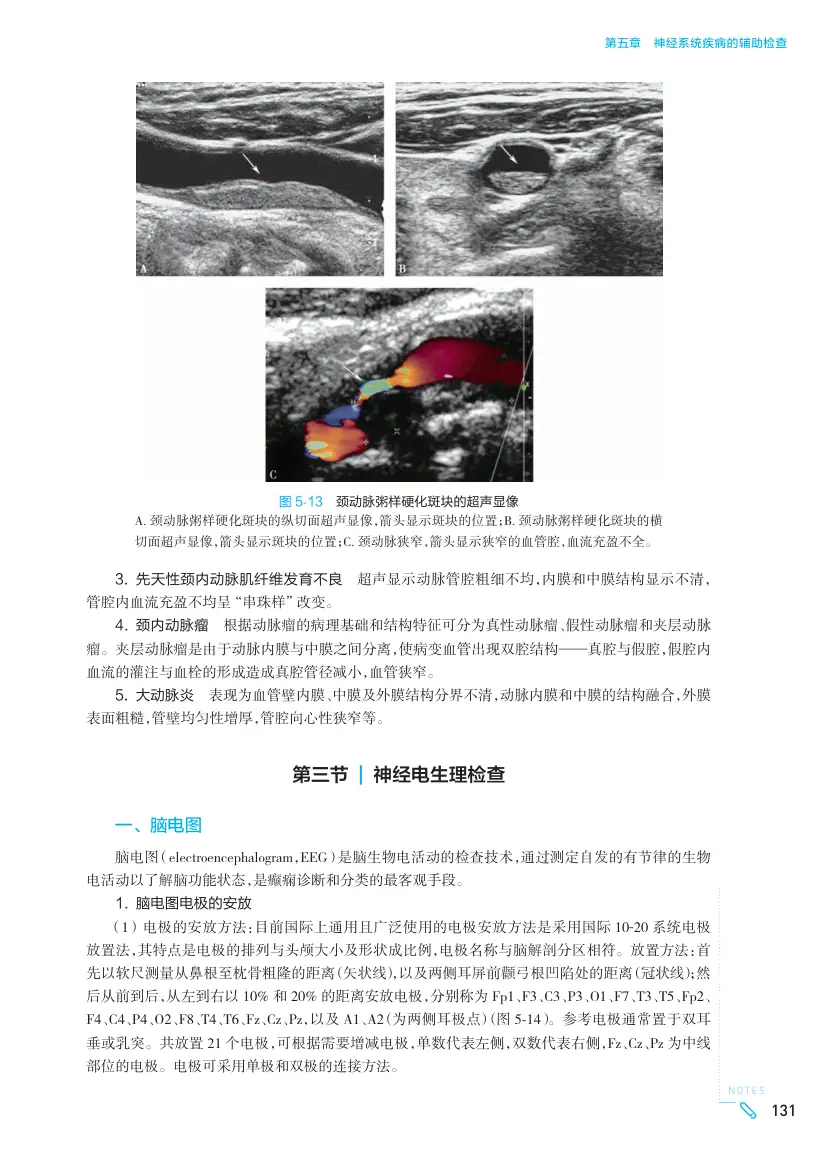 第五章 神经系统疾病的辅助检查
A
B
C
图 5-13 颈动脉粥样硬化斑块的超声显像
A. 颈动脉粥样硬化斑块的纵切面超声显像,箭头显示斑块的位置;B. 颈动脉粥样硬化斑块的横
切面超声显像,箭头显示斑块的位置;C. 颈动脉狭窄,箭头显示狭窄的血管腔,血流充盈不全。
3. 先天性颈内动脉肌纤维发育不良 超声显示动脉管腔粗细不均,内膜和中膜结构显示不清,
管腔内血流充盈不均呈“串珠样”改变。
4. 颈内动脉瘤 根据动脉瘤的病理基础和结构特征可分为真性动脉瘤、假性动脉瘤和夹层动脉
瘤。夹层动脉瘤是由于动脉内膜与中膜之间分离,使病变血管出现双腔结构——真腔与假腔,假腔内
血流的灌注与血栓的形成造成真腔管径减小,血管狭窄。
5. 大动脉炎 表现为血管壁内膜、中膜及外膜结构分界不清,动脉内膜和中膜的结构融合,外膜
表面粗糙,管壁均匀性增厚,管腔向心性狭窄等。
第三节 | 神经电生理检查
一、脑电图
脑电图(electroencephalogram,EEG)是脑生物电活动的检查技术,通过测定自发的有节律的生物
电活动以了解脑功能状态,是癫痫诊断和分类的最客观手段。
1. 脑电图电极的安放
(1)电极的安放方法:目前国际上通用且广泛使用的电极安放方法是采用国际 10-20 系统电极
放置法,其特点是电极的排列与头颅大小及形状成比例,电极名称与脑解剖分区相符。放置方法:首
先以软尺测量从鼻根至枕骨粗隆的距离(矢状线),以及两侧耳屏前颧弓根凹陷处的距离(冠状线);然
后从前到后,从左到右以 10% 和 20% 的距离安放电极,分别称为 Fp1、F3、C3、P3、O1、F7、T3、T5、Fp2、
F4、C4、P4、O2、F8、T4、T6、Fz、Cz、Pz,以及 A1、A2(为两侧耳极点)(图 5-14)。参考电极通常置于双耳
垂或乳突。共放置 21 个电极,可根据需要增减电极,单数代表左侧,双数代表右侧,Fz、Cz、Pz 为中线
部位的电极。电极可采用单极和双极的连接方法。
NOTES
131